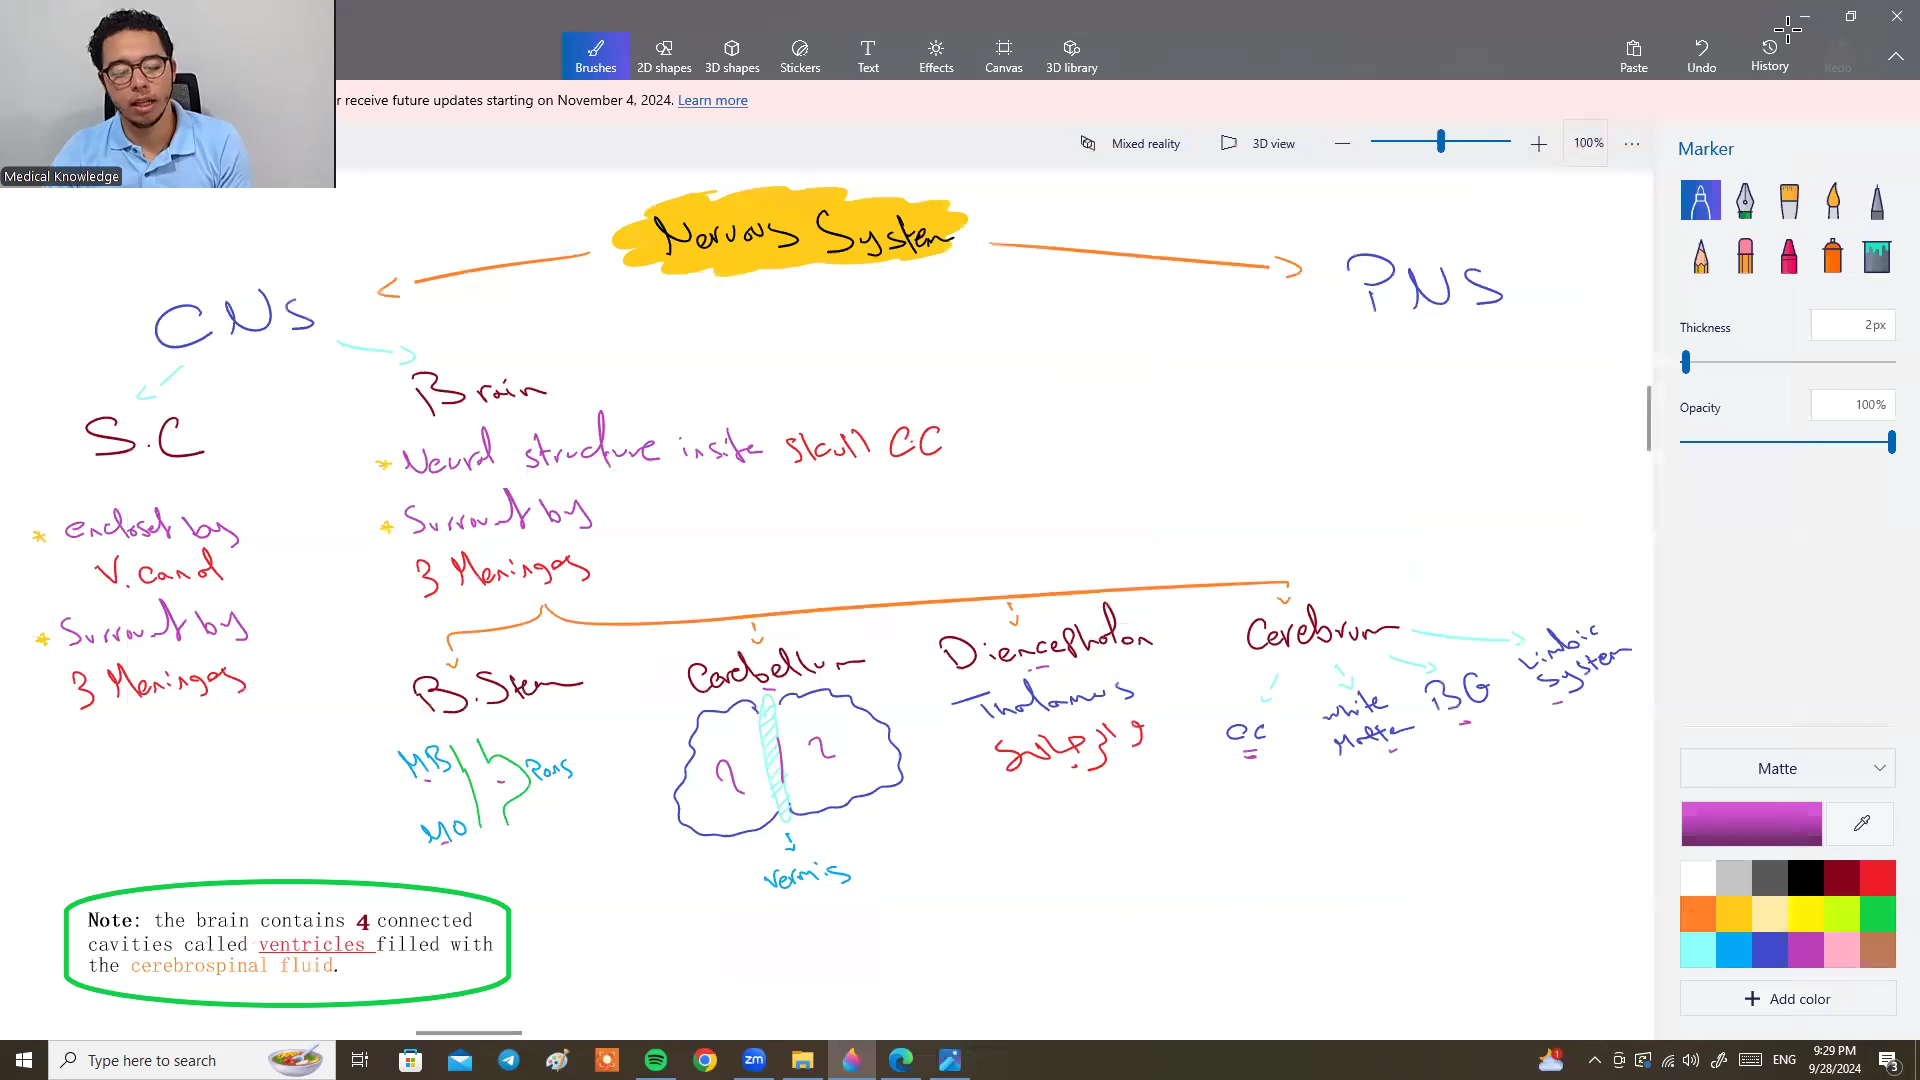 Brushes
2D shapes
3D shapes
Stickers
Text
Effects
Canvas
3D library
Paste
Undo
History
Redo
r receive future updates starting on November 4, 2024. Learn more
Medical Knowledge
Mixed reality
3D view
100%
Marker
Thickness
2px
Opacity
100%
Matte
Add color
Nervous System
CNS
PNS
S.C
Brain
* Neural structure inside skull C.C
* Surround by
3 Meninges
* enclosed by
V. canal
* Surround by
3 Meninges
B.Stem
Cerebellum
Diencephalon
Cerebrum
MB
Pons
MO
vermis
Thalamus
CC
white
Matter
BG
Limbic
System
Note: the brain contains 4 connected
cavities called ventricles filled with
the cerebrospinal fluid.
Type here to search
zm
ENG
9:29 PM
9/28/2024
3
1